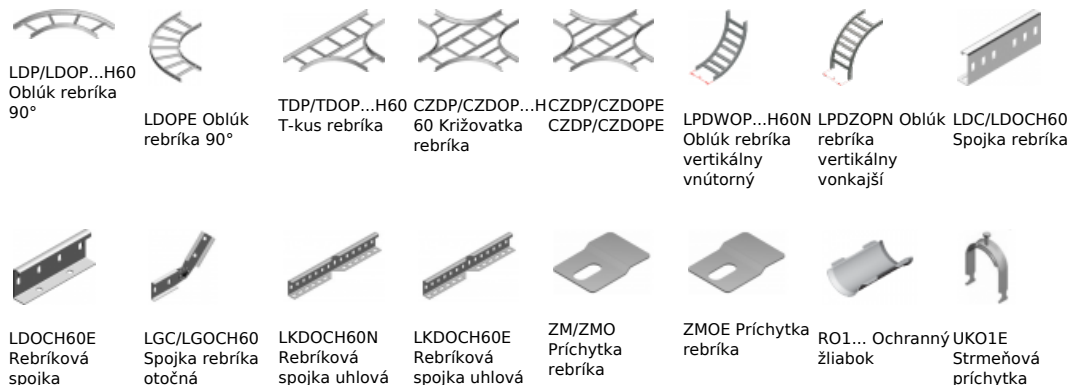 LDP/LDOP...H60
Oblúk rebríka
90°
LDOPE Oblúk
rebríka 90°
TDP/TDOP...H60
T-kus rebríka
CZDP/CZDOP...H
60 Križovatka
rebríka
CZDP/CZDOPE
CZDP/CZDOPE
LPDWOP...H60N
Oblúk rebríka
vertikálny
vnútorný
LPDZOPN Oblúk
rebríka
vertikálny
vonkajší
LDC/LDOCH60
Spojka rebríka
LDOCH60E
Rebríková
spojka
LGC/LGOCH60
Spojka rebríka
otočná
LKDOCH60N
Rebríková
spojka uhlová
LKDOCH60E
Rebríková
spojka uhlová
ZM/ZMO
Príchytka
rebríka
ZMOE Príchytka
rebríka
RO1... Ochranný
žliabok
UKO1E
Strmeňová
príchytka